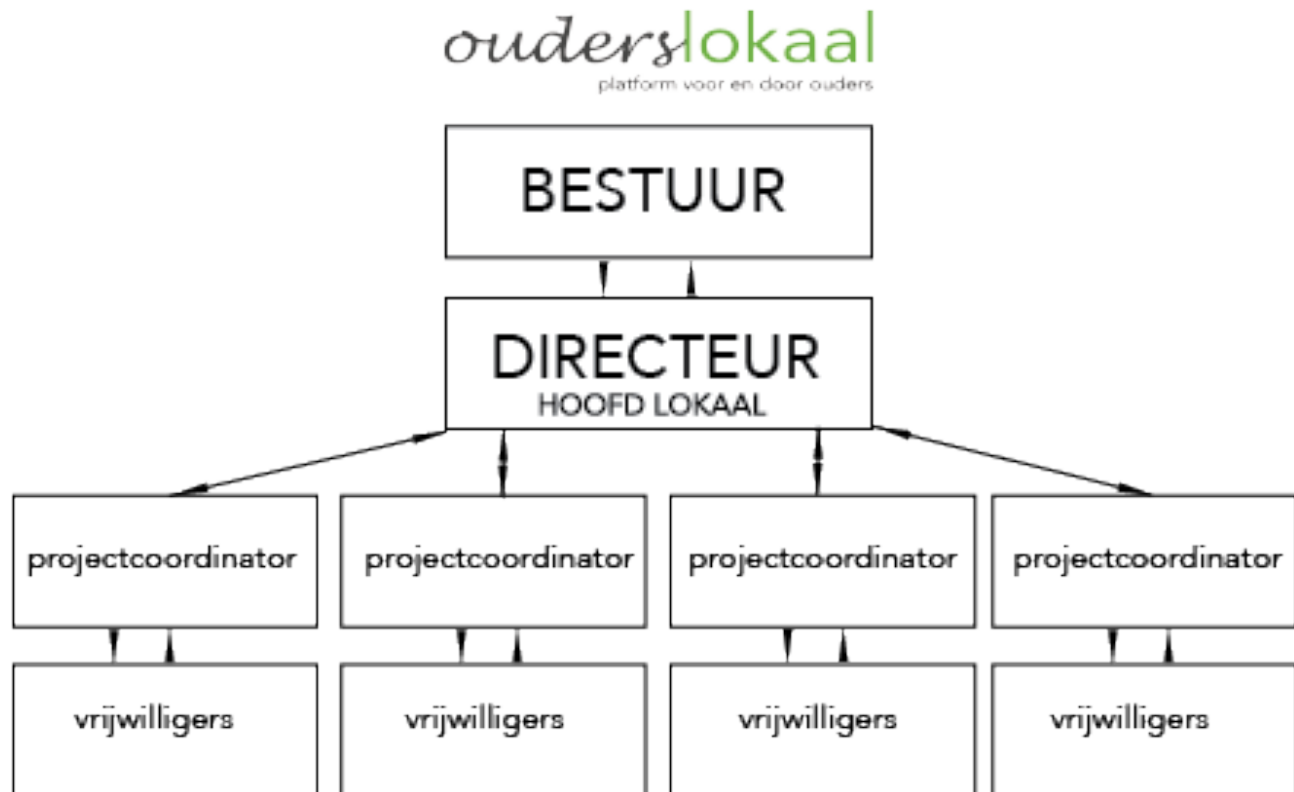 ouderslokaal
platform voor en door ouders
BESTUUR
DIRECTEUR
HOOFD LOKAAL
projectcoordinator projectcoordinator projectcoordinator projectcoordinator
vrijwilligers vrijwilligers vrijwilligers vrijwilligers